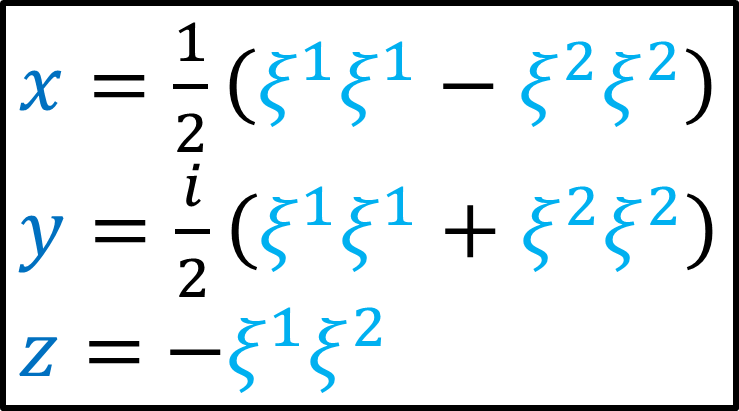 x = 1/2 (ξ¹ξ¹ − ξ²ξ²)
y = i/2 (ξ¹ξ¹ + ξ²ξ²)
z = −ξ¹ξ²